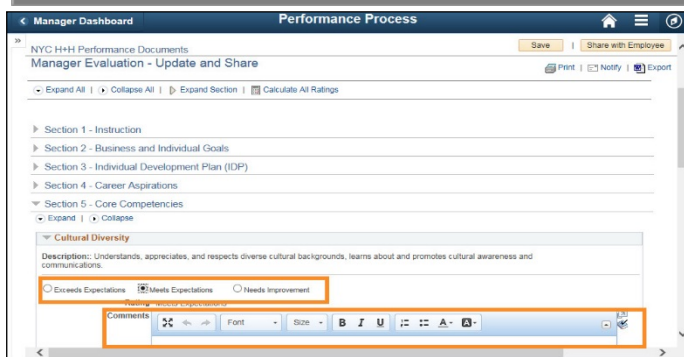 Manager Dashboard
Performance Process
»
NYC H+H Performance Documents
Save | Share with Employee
Manager Evaluation - Update and Share
Print | Notify | Export
Expand All | Collapse All | Expand Section | Calculate All Ratings
Section 1 - Instruction
Section 2 - Business and Individual Goals
Section 3 - Individual Development Plan (IDP)
Section 4 - Career Aspirations
Section 5 - Core Competencies
Expand | Collapse
Cultural Diversity
Description:: Understands, appreciates, and respects diverse cultural backgrounds, learns about and promotes cultural awareness and
communications.
Exceeds Expectations Meets Expectations Needs Improvement
Rating Meets Expectations
Comments
Font Size B I U A A